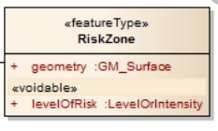 «featureType»
RiskZone
+ geometry :GM_Surface
«voidable»
+ levelOfRisk :LevelOrIntensity